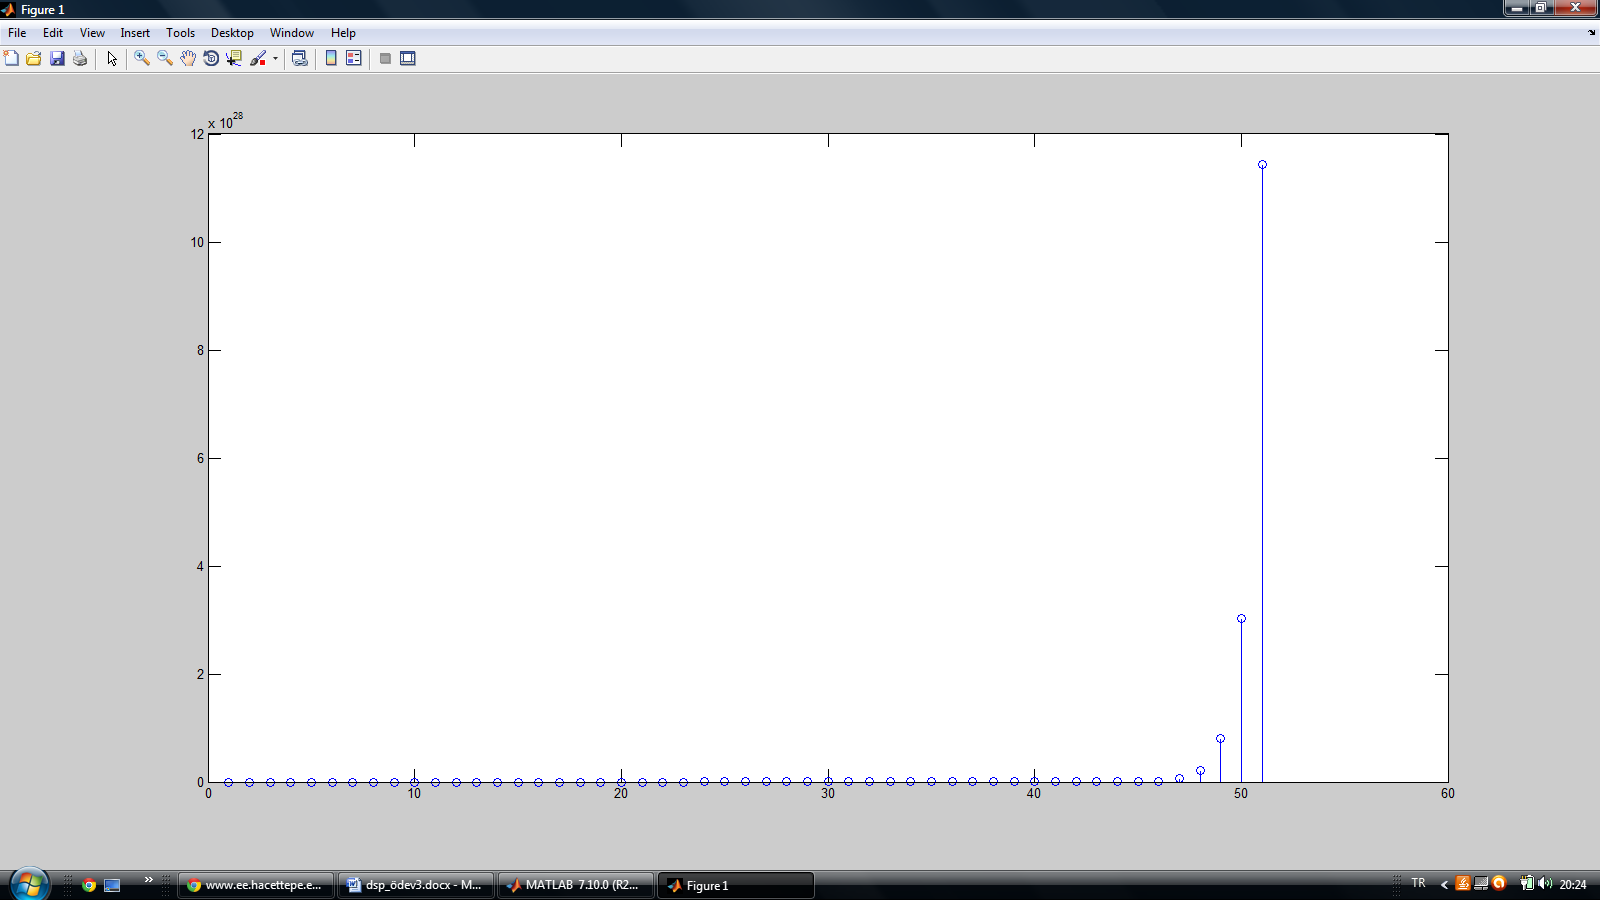 Figure 1
File Edit View Insert Tools Desktop Window Help
x 10^28
12
10
8
6
4
2
0
0 10 20 30 40 50 60
www.ee.hacettepe.e... dsp_ödev3.docx - M... MATLAB 7.10.0 (R2... Figure 1 TR 20:24